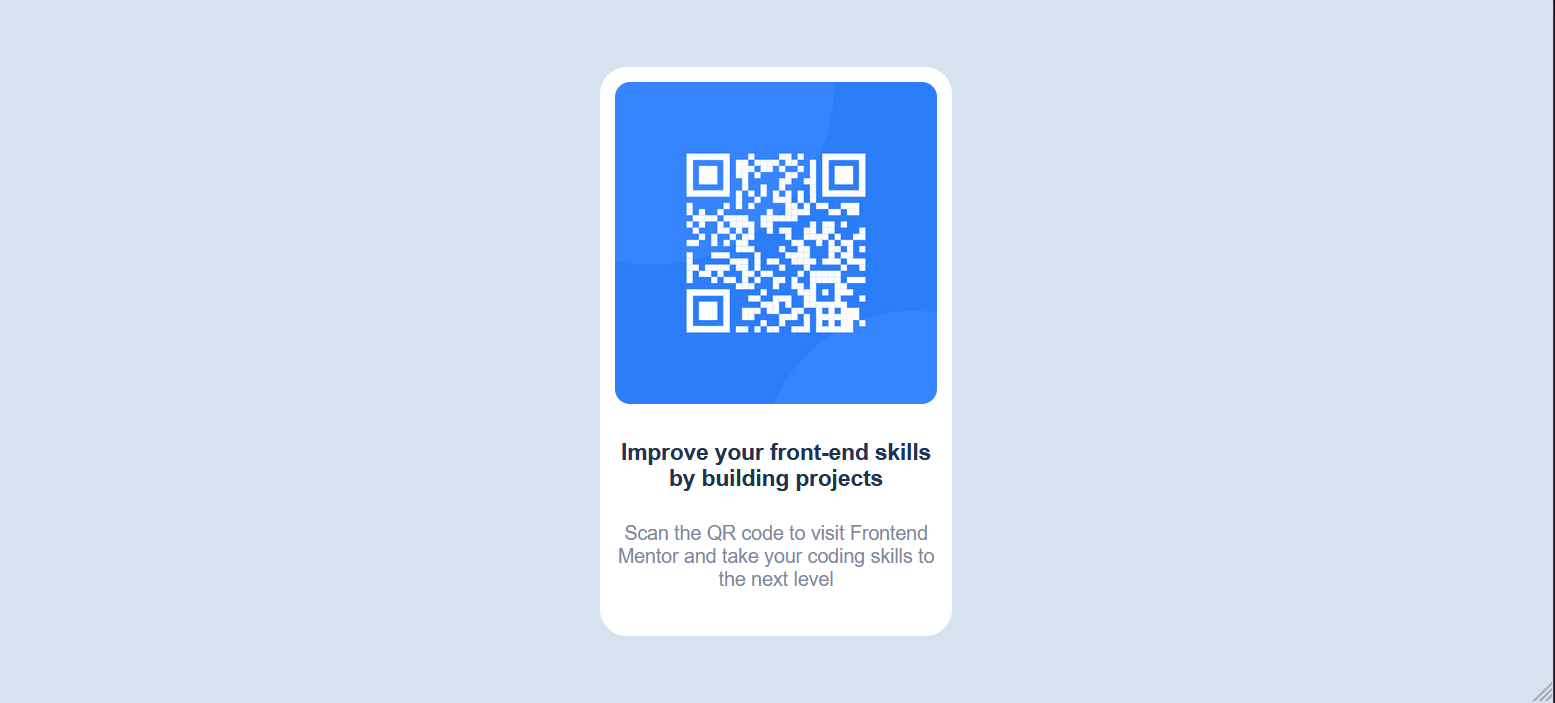 Improve your front-end skills
by building projects
Scan the QR code to visit Frontend
Mentor and take your coding skills to
the next level